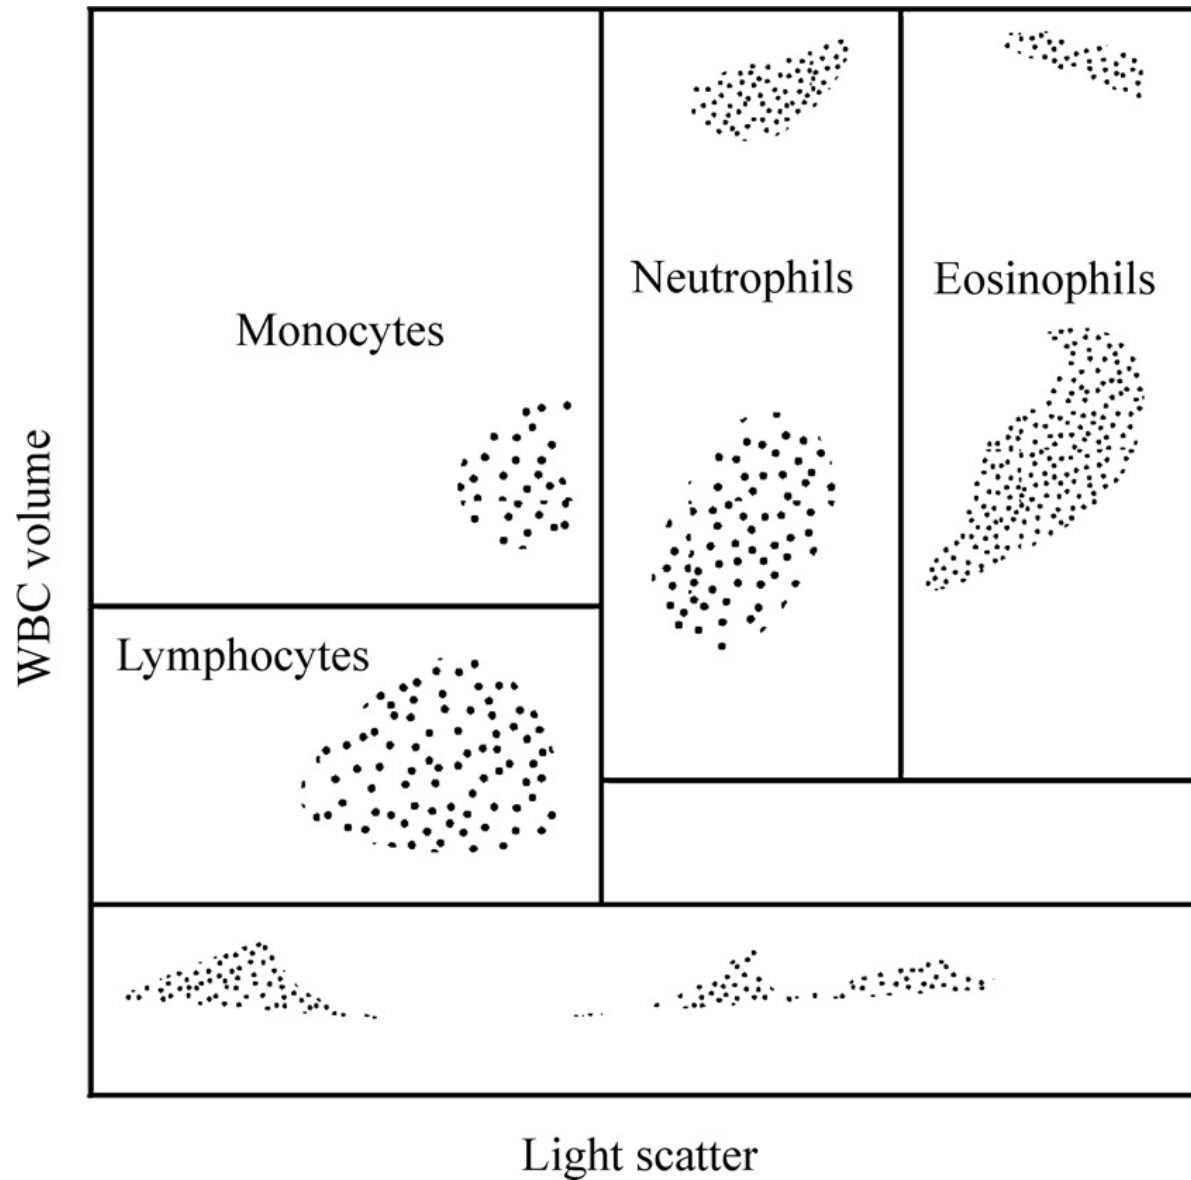 Neutrophils
Eosinophils
Monocytes
Lymphocytes
WBC volume
Light scatter